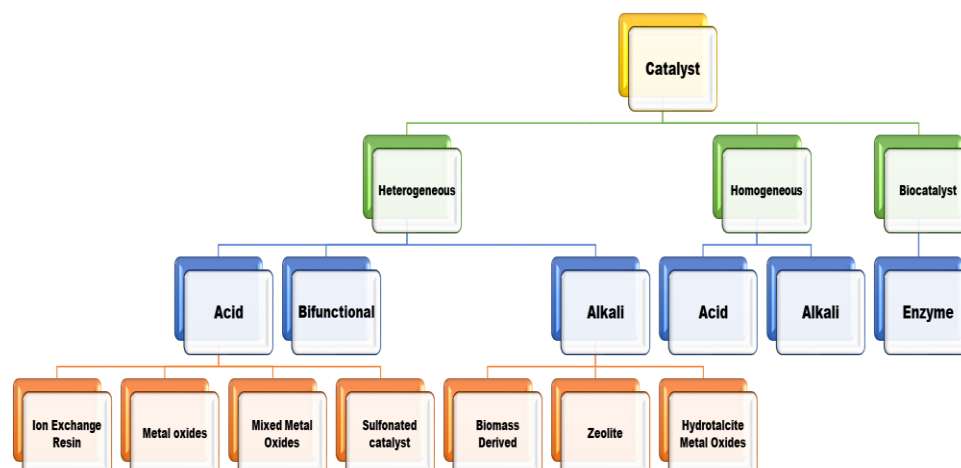 Catalyst
Heterogeneous
Homogeneous
Biocatalyst
Acid
Bifunctional
Alkali
Acid
Alkali
Enzyme
Ion Exchange
Resin
Metal oxides
Mixed Metal
Oxides
Sulfonated
catalyst
Biomass
Derived
Zeolite
Hydrotalcite
Metal Oxides